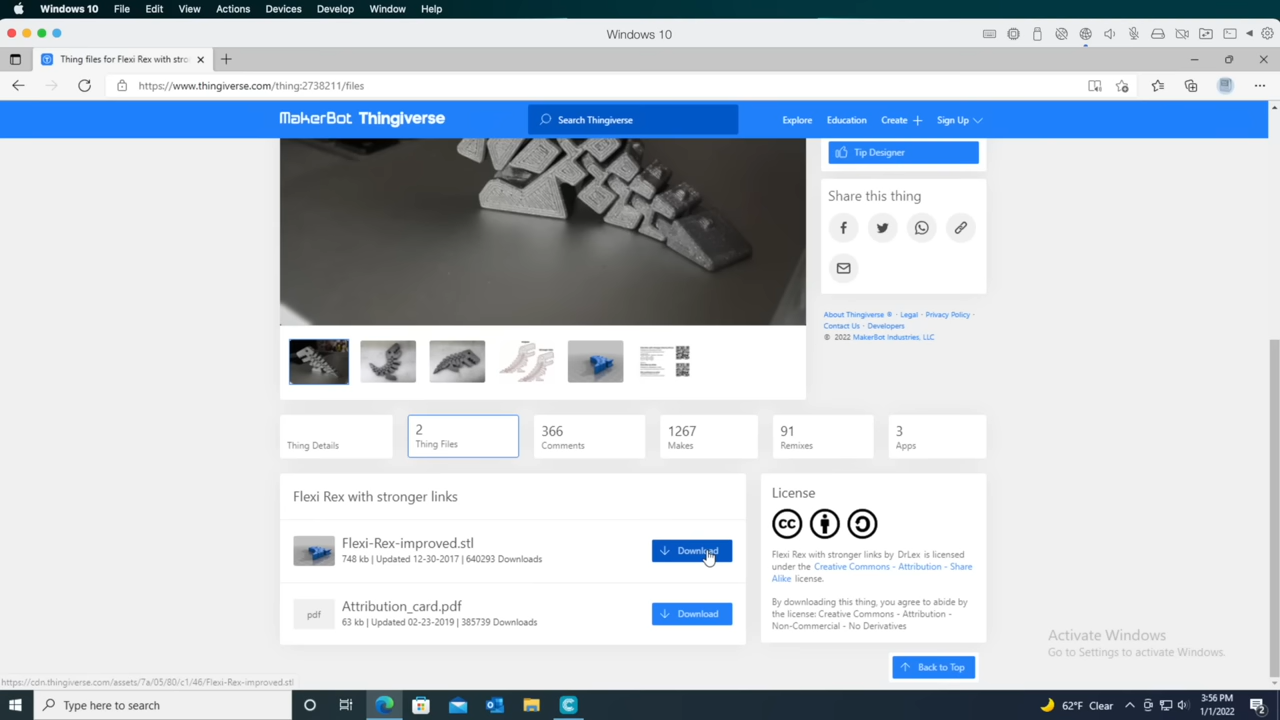 Windows 10 File Edit View Actions Devices Develop Window Help
Windows 10
Thing files for Flexi Rex with stro
https://www.thingiverse.com/thing:2738211/files
MakerBot Thingiverse
Search Thingiverse
Explore Education Create Sign Up
Tip Designer
Share this thing
About Thingiverse ® · Legal · Privacy Policy ·
Contact Us · Developers
© 2022 MakerBot Industries, LLC
Thing Details
2
Thing Files
366
Comments
1267
Makes
91
Remixes
3
Apps
Flexi Rex with stronger links
Flexi-Rex-improved.stl
748 kb | Updated 12-30-2017 | 640293 Downloads
Download
pdf
Attribution_card.pdf
63 kb | Updated 02-23-2019 | 385739 Downloads
Download
License
cc
Flexi Rex with stronger links by DrLex is licensed
under the Creative Commons - Attribution - Share
Alike license.
By downloading this thing, you agree to abide by
the license: Creative Commons - Attribution -
Non-Commercial - No Derivatives
Back to Top
Activate Windows
Go to Settings to activate Windows.
https://cdn.thingiverse.com/assets/7a/05/80/c1/46/Flexi-Rex-improved.stl
Type here to search
62°F Clear
3:56 PM
1/1/2022
2